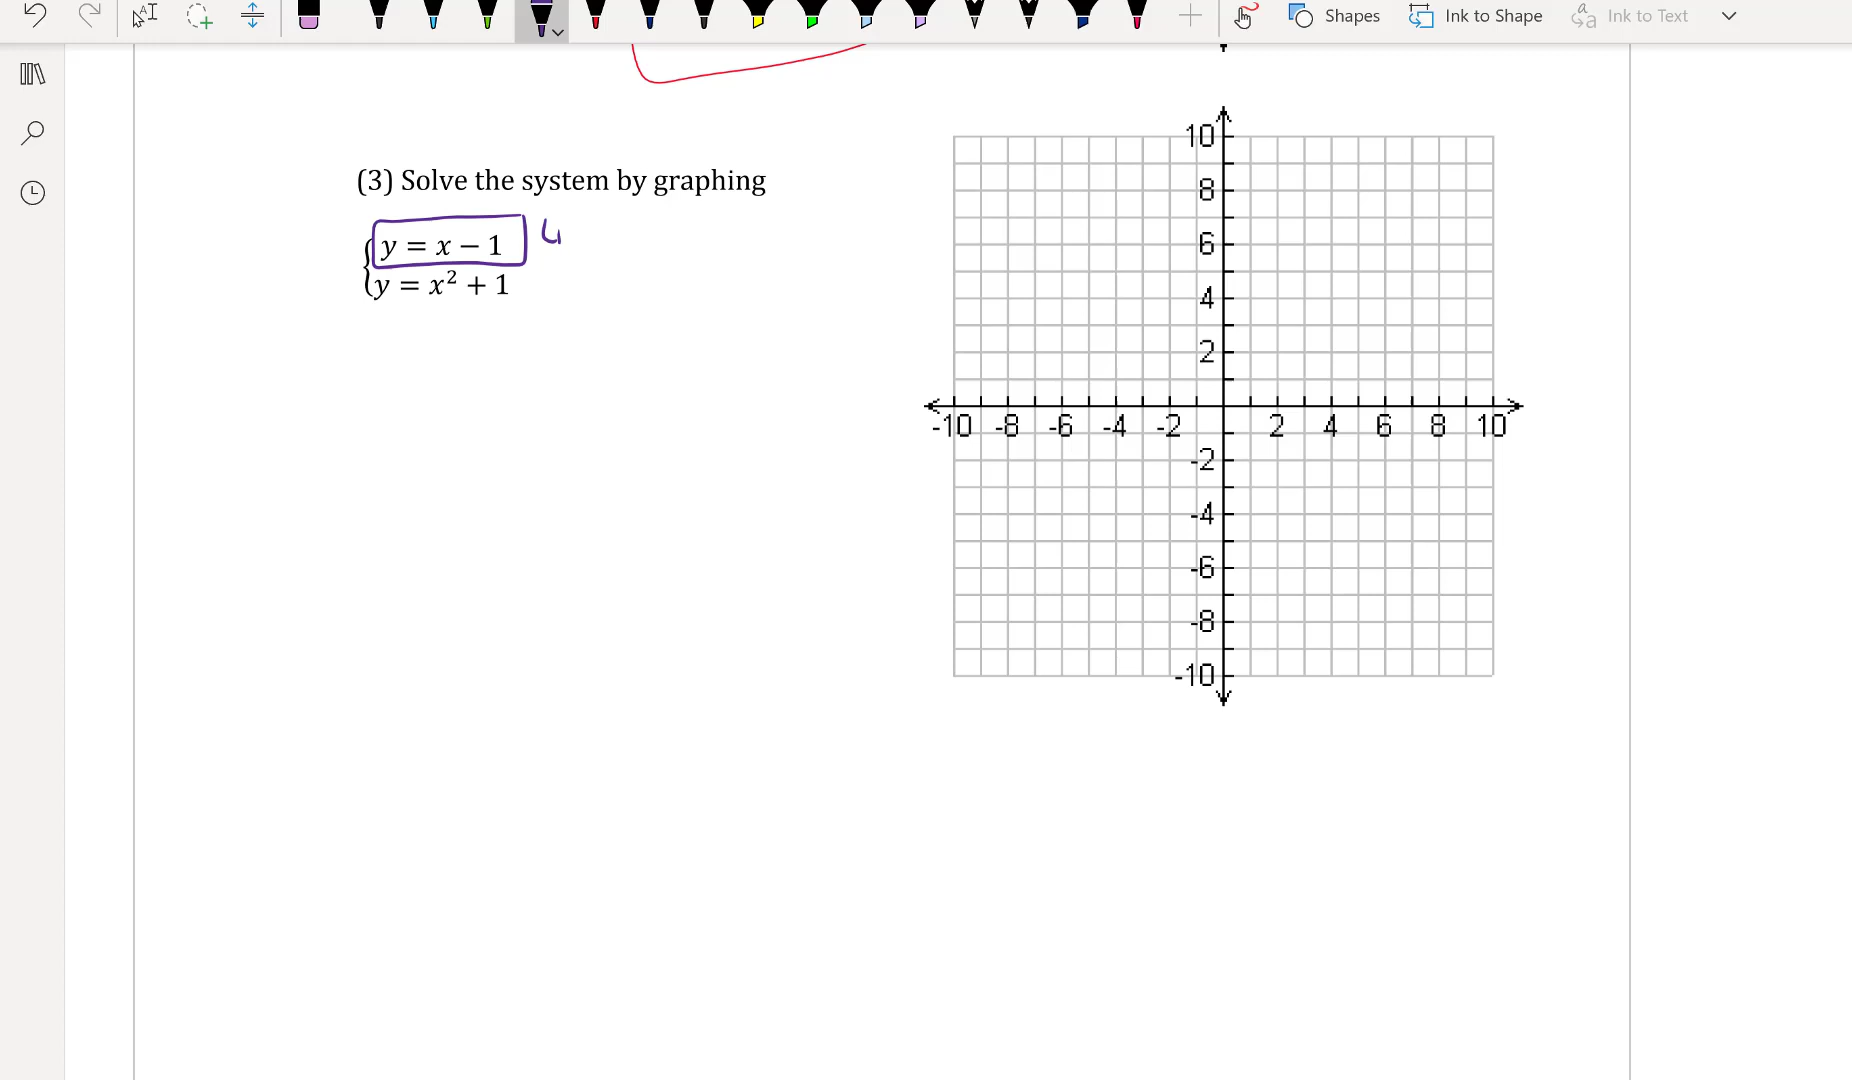 Shapes
Ink to Shape
Ink to Text
(3) Solve the system by graphing
y = x − 1
y = x² + 1
10
8
6
4
2
-10 -8 -6 -4 -2 2 4 6 8 10
-2
-4
-6
-8
-10